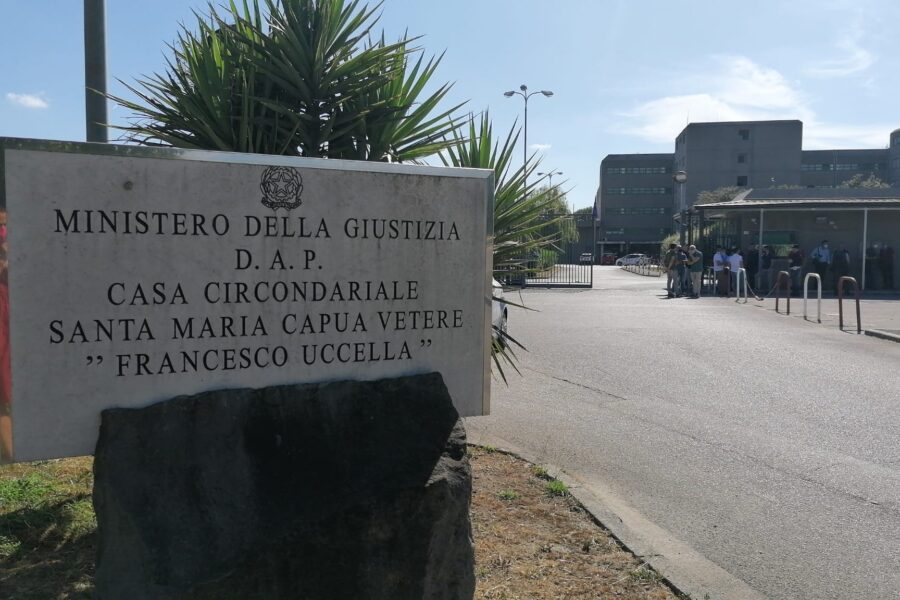 MINISTERO DELLA GIUSTIZIA
D. A. P.
CASA CIRCONDARIALE
SANTA MARIA CAPUA VETERE
” FRANCESCO UCCELLA ”